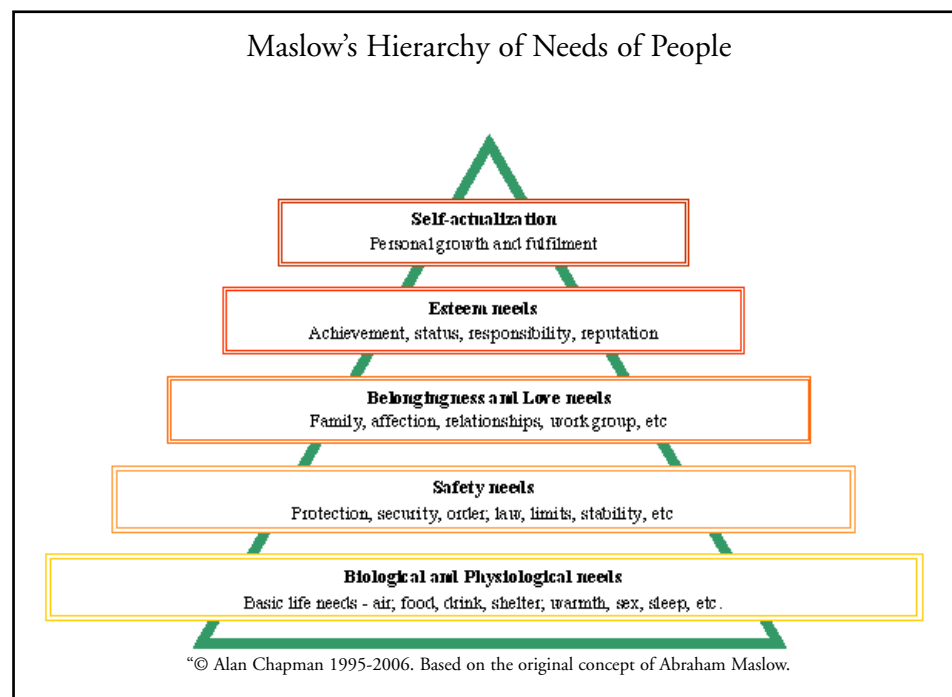 Maslow’s Hierarchy of Needs of People
Self-actualization
Personal growth and fulfilment
Esteem needs
Achievement, status, responsibility, reputation
Belongingness and Love needs
Family, affection, relationships, work group, etc
Safety needs
Protection, security, order, law, limits, stability, etc
Biological and Physiological needs
Basic life needs - air, food, drink, shelter, warmth, sex, sleep, etc.
“© Alan Chapman 1995-2006. Based on the original concept of Abraham Maslow.